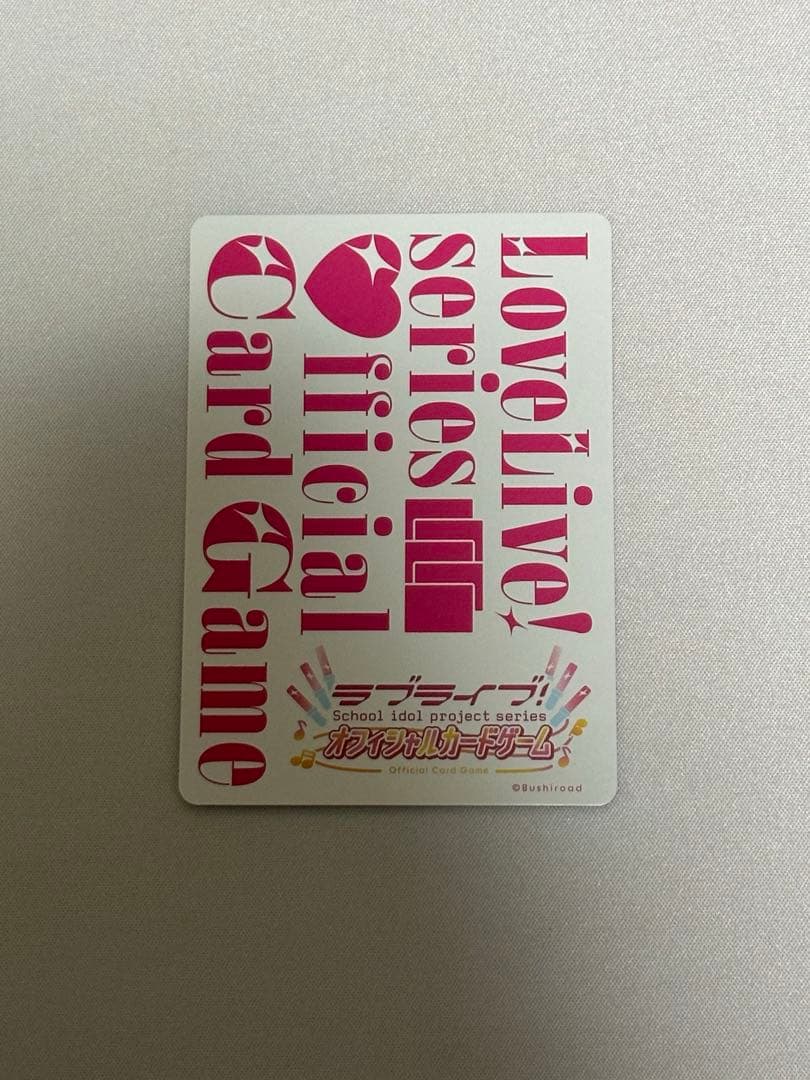 LoveLive!
series
♥fficial
Card Game
ラブライブ!
School idol project series
オフィシャルカードゲーム
Official Card Game
©Bushiroad